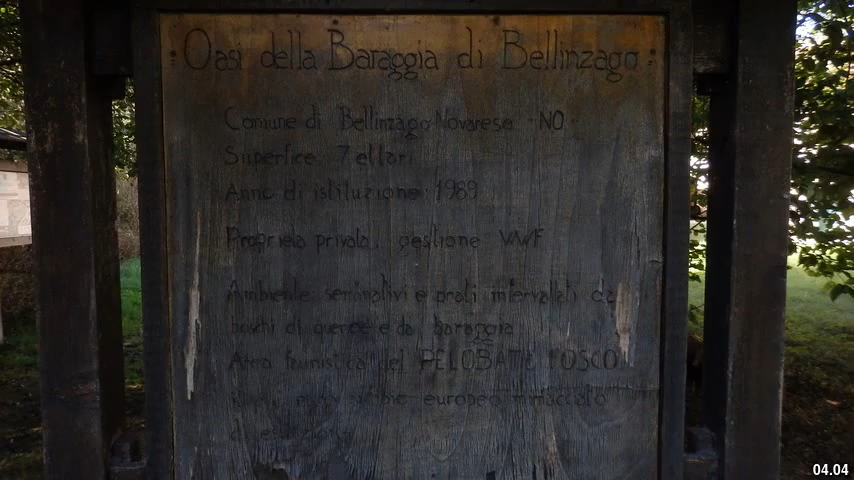 Oasi della Baraggia di Bellinzago
Comune di Bellinzago Novarese NO
Superfice 7 ettari
Anno di istituzione: 1989
Proprietà privata, gestione WWF
Ambiente seminativi e prati intervallati da
boschi di querce e da baraggia
Area faunistica del PELOBATE FOSCO
europeo minacciato
04.04